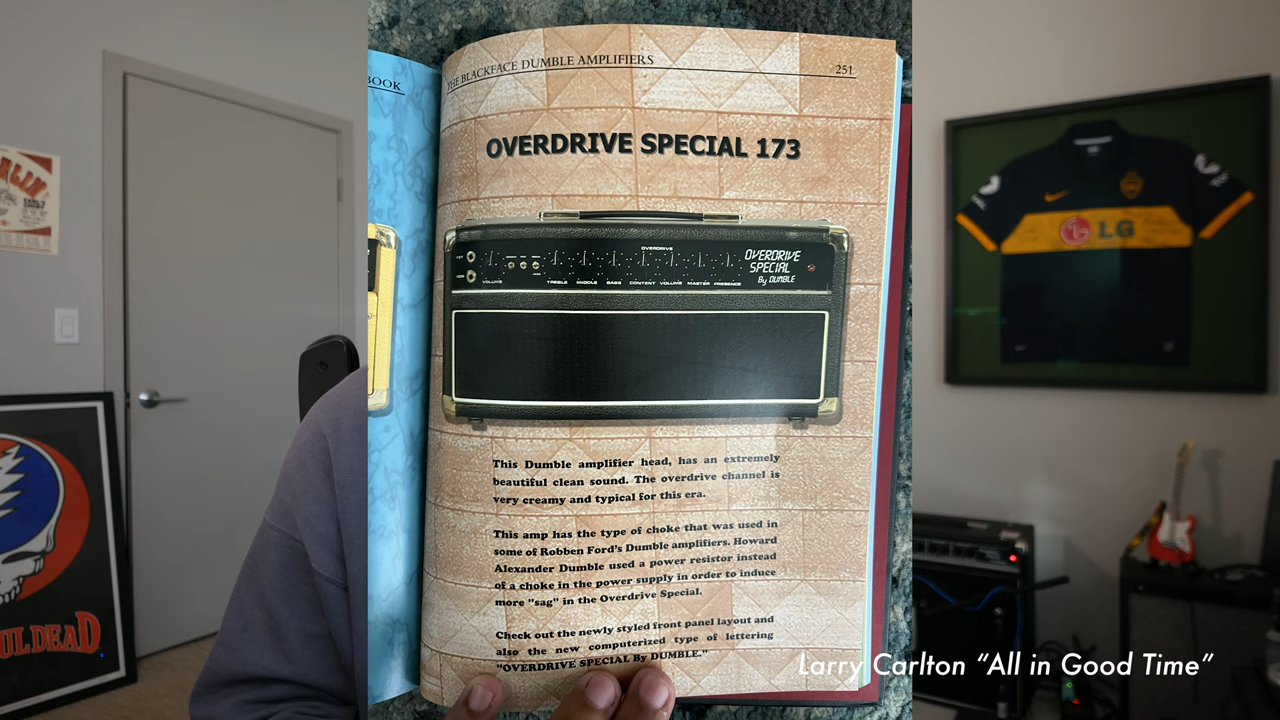 BOOK
THE BLACKFACE DUMBLE AMPLIFIERS
251
OVERDRIVE SPECIAL 173
OVERDRIVE
OVERDRIVE
SPECIAL
By DUMBLE
VOLUME
TREBLE MIDDLE BASS CONTENT VOLUME MASTER PRESENCE
This Dumble amplifier head, has an extremely
beautiful clean sound. The overdrive channel is
very creamy and typical for this era.
This amp has the type of choke that was used in
some of Robben Ford's Dumble amplifiers. Howard
Alexander Dumble used a power resistor instead
of a choke in the power supply in order to induce
more "sag" in the Overdrive Special.
Check out the newly styled front panel layout and
also the new computerized type of lettering
"OVERDRIVE SPECIAL By DUMBLE."
LG
ULDEAD
Larry Carlton “All in Good Time”